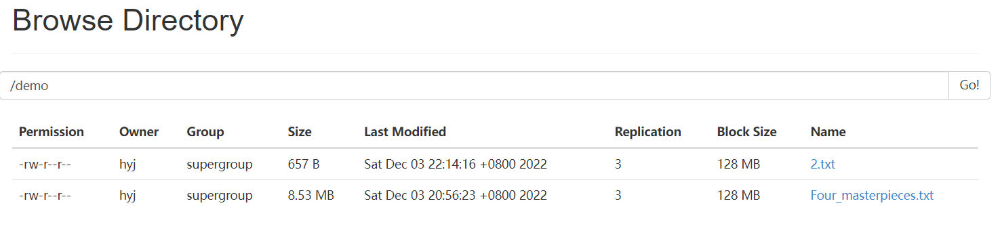 Browse Directory
/demo Go!
Permission Owner Group Size Last Modified Replication Block Size Name
-rw-r--r-- hyj supergroup 657 B Sat Dec 03 22:14:16 +0800 2022 3 128 MB 2.txt
-rw-r--r-- hyj supergroup 8.53 MB Sat Dec 03 20:56:23 +0800 2022 3 128 MB Four_masterpieces.txt